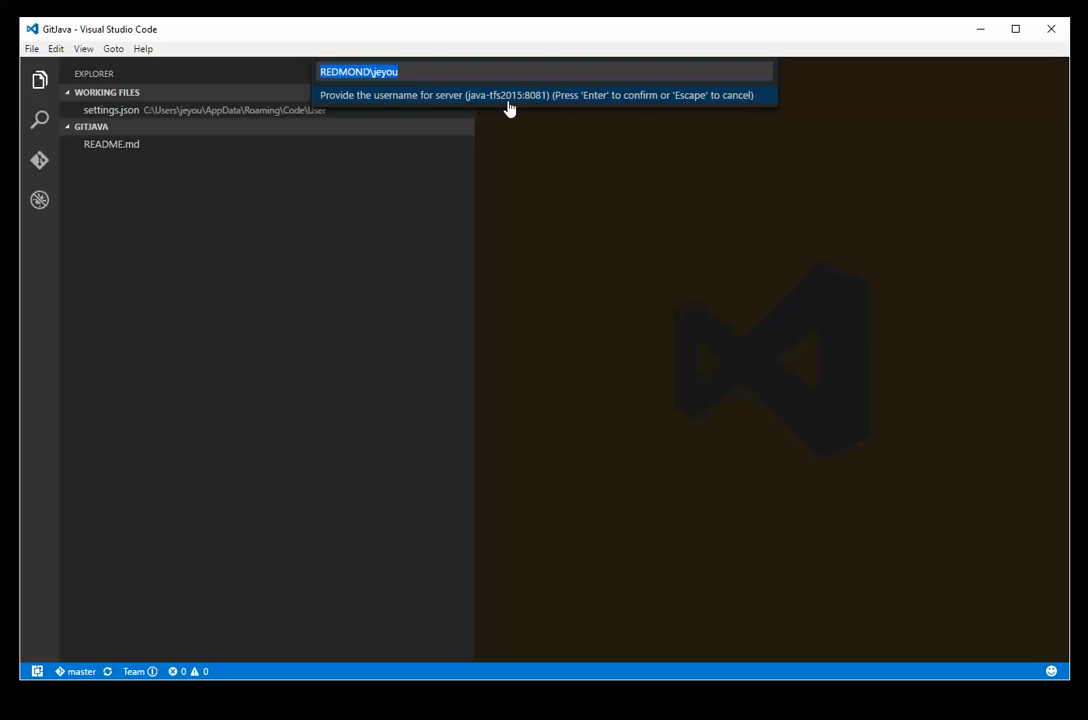 GitJava - Visual Studio Code
File Edit View Goto Help
EXPLORER
REDMOND\jeyou
Provide the username for server (java-tfs2015:8081) (Press 'Enter' to confirm or 'Escape' to cancel)
WORKING FILES
settings.json C:\Users\jeyou\AppData\Roaming\Code\User
GITJAVA
README.md
master Team 0 0